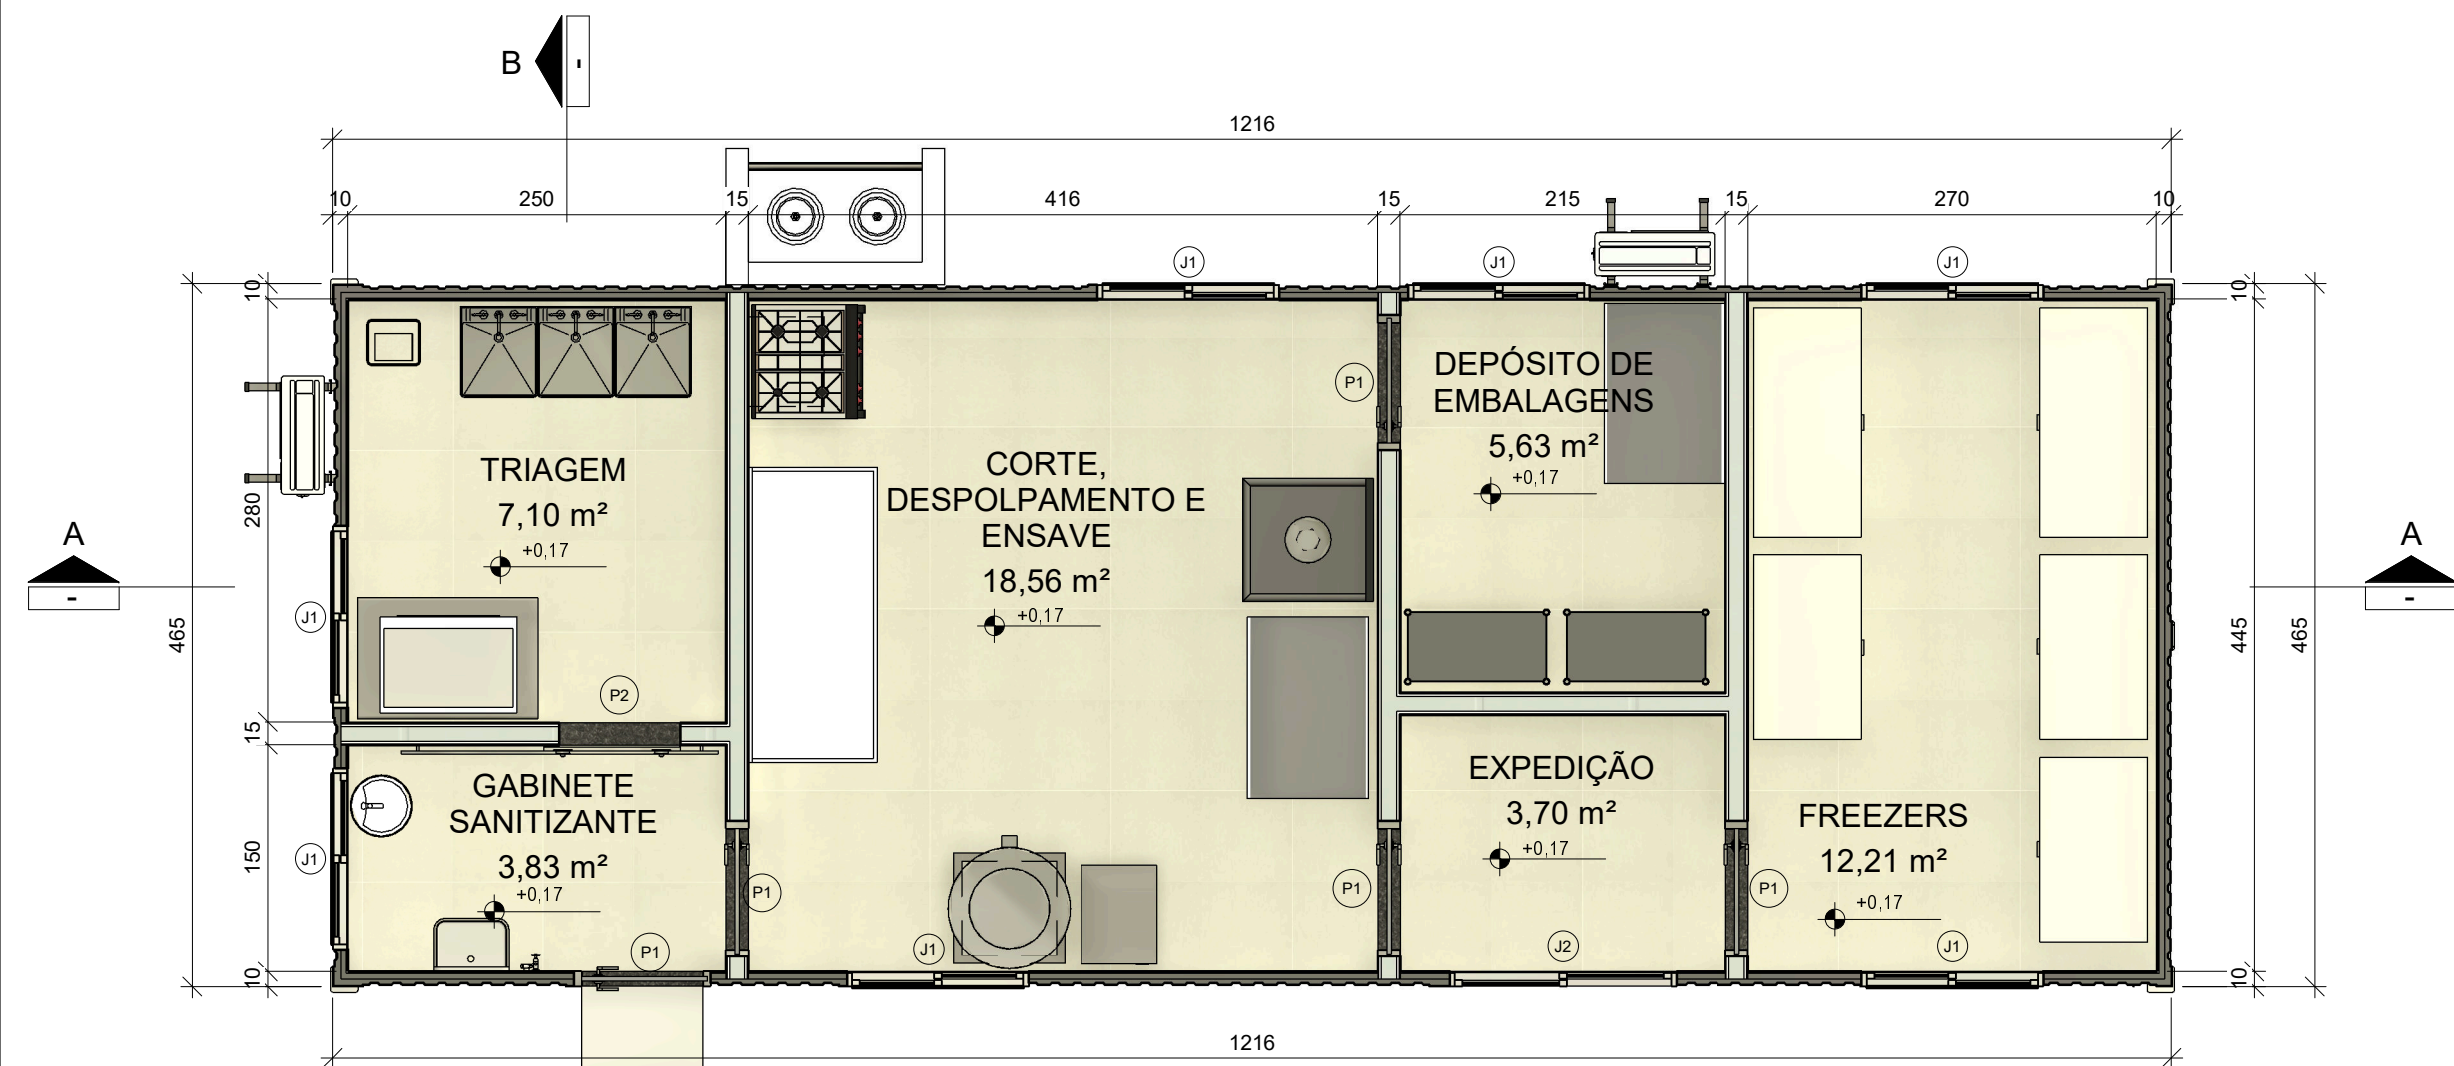 B
1216
10 250 15 416 15 215 15 270 10
J1 J1 J1
10 10
P1
DEPÓSITO DE
EMBALAGENS
5,63 m²
+0,17
TRIAGEM
7,10 m²
+0,17
CORTE,
DESPOLPAMENTO E
ENSAVE
18,56 m²
+0,17
280
A
-
A
-
J1
465
445
465
P2
15
GABINETE
SANITIZANTE
3,83 m²
+0,17
EXPEDIÇÃO
3,70 m²
+0,17
FREEZERS
12,21 m²
+0,17
J1
150
P1
P1
P1
P1
J1
J2
J1
10
10
1216